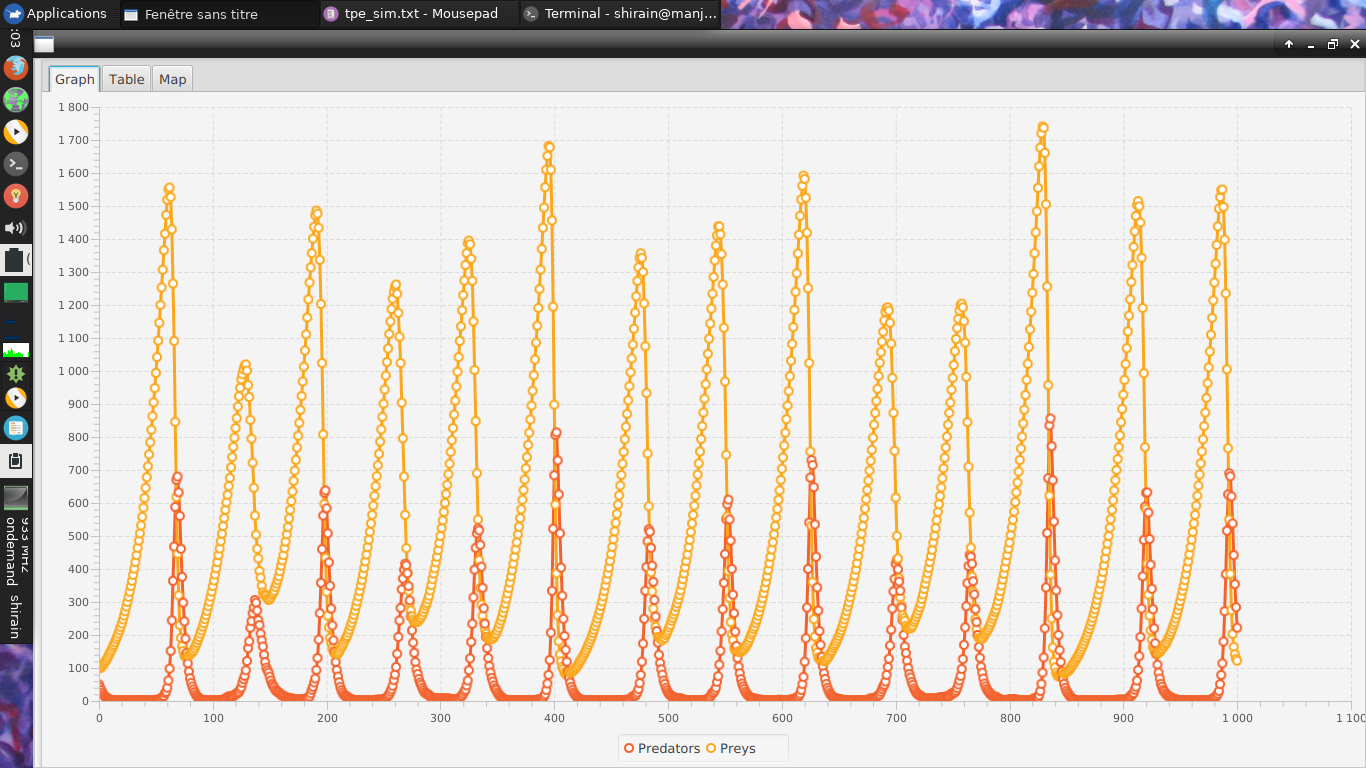 Applications
Fenêtre sans titre
tpe_sim.txt - Mousepad
Terminal - shirain@manj...
:03
Graph
Table
Map
1 800
1 700
1 600
1 500
1 400
1 300
1 200
1 100
1 000
900
800
700
600
500
400
300
200
100
0
0 100 200 300 400 500 600 700 800 900 1 000 1 100
Predators Preys
933 MHz
ondemand
shirain